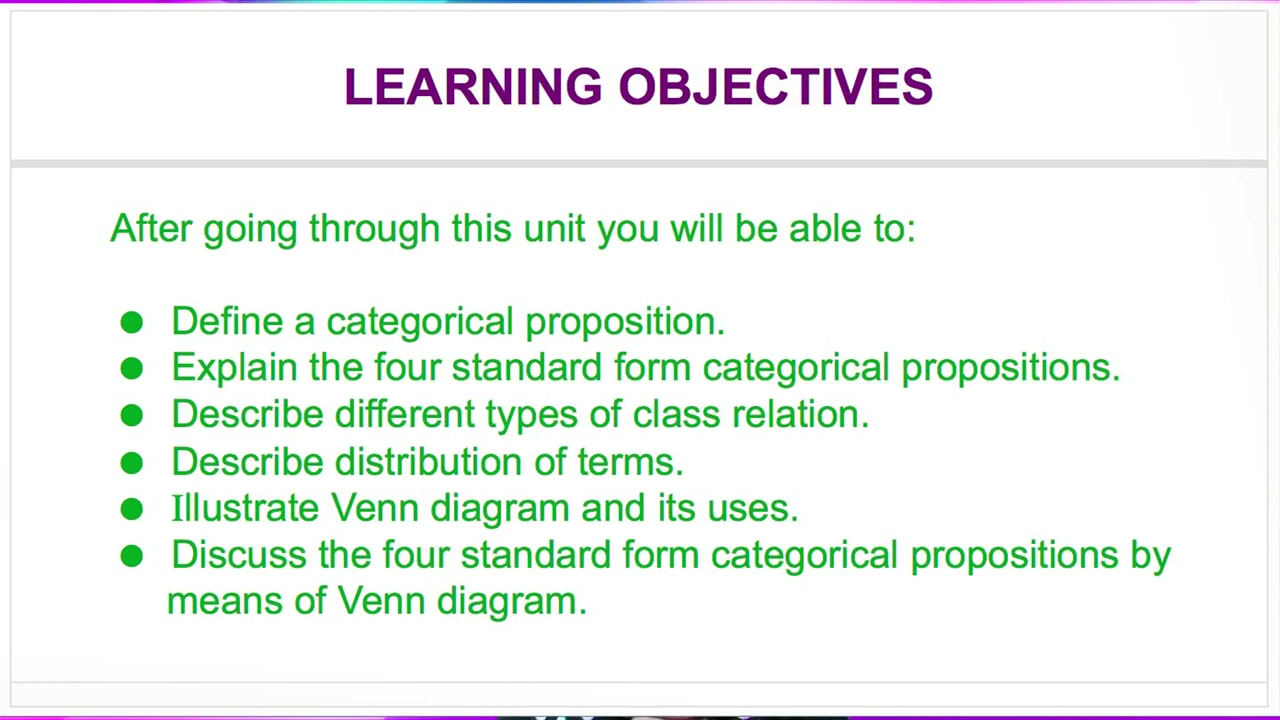 LEARNING OBJECTIVES
After going through this unit you will be able to:
● Define a categorical proposition.
● Explain the four standard form categorical propositions.
● Describe different types of class relation.
● Describe distribution of terms.
● Illustrate Venn diagram and its uses.
● Discuss the four standard form categorical propositions by
means of Venn diagram.